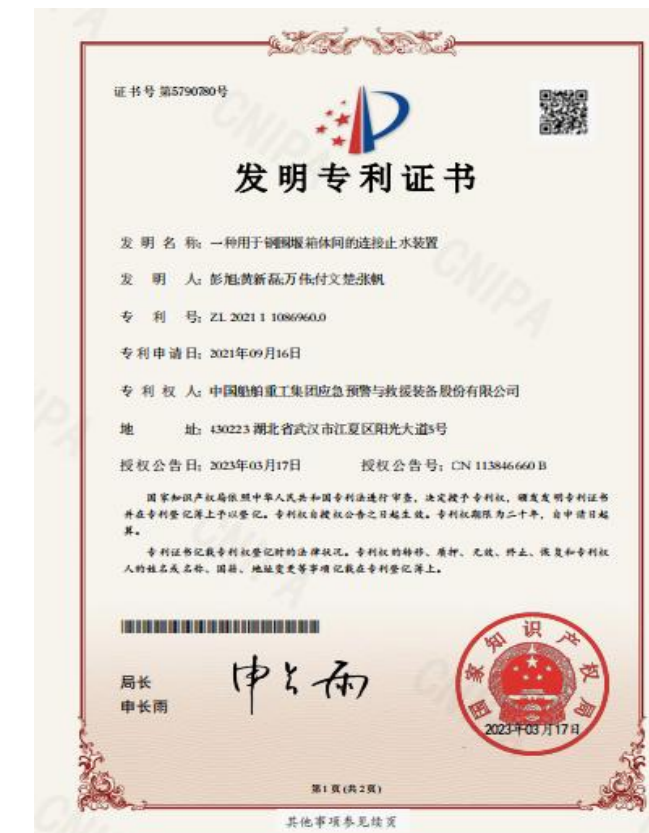 证书号第5790780号
发明专利证书
发明名称：一种用于钢围堰箱体间的连接止水装置
发明人：彭旭;黄新磊;万伟;付文楚;张帆
专利号：ZL 2021 1 1086960.0
专利申请日：2021年09月16日
专利权人：中国船舶重工集团应急预警与救援装备股份有限公司
地址：430223 湖北省武汉市江夏区阳光大道5号
授权公告日：2023年03月17日 授权公告号：CN 113846660 B
国家知识产权局依照中华人民共和国专利法进行审查，决定授予专利权，颁发发明专利证书
并在专利登记簿上予以登记。专利权自授权公告之日起生效。专利权期限为二十年，自申请日起
算。
专利证书记载专利权登记时的法律状况。专利权的转移、质押、无效、终止、恢复和专利权
人的姓名或名称、国籍、地址变更等事项记载在专利登记簿上。
局长
申长雨
申长雨
国家知识产权局
2023年03月17日
第1页(共2页)
其他事项参见续页
CNIPA